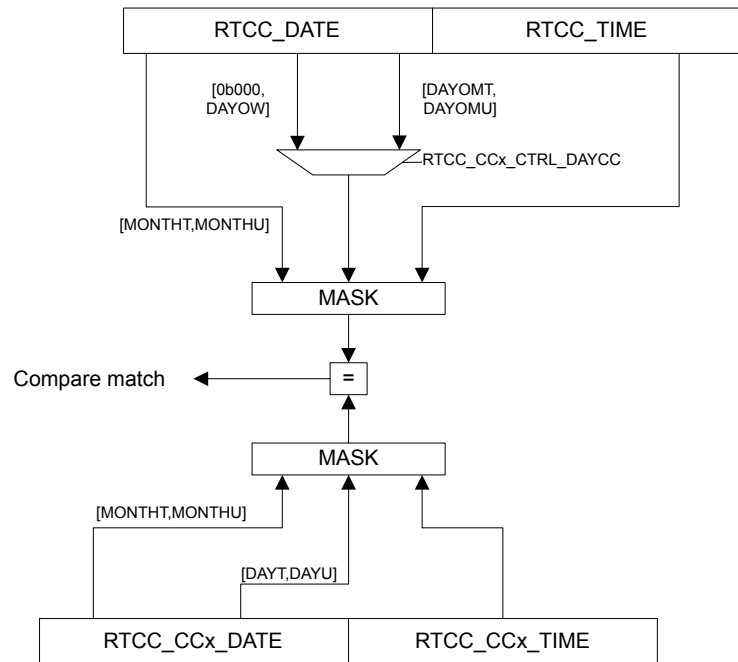 RTCC_DATE
RTCC_TIME
[0b000,
DAYOW]
[DAYOMT,
DAYOMU]
RTCC_CCx_CTRL_DAYCC
[MONTHT,MONTHU]
MASK
Compare match
=
MASK
[MONTHT,MONTHU]
[DAYT,DAYU]
RTCC_CCx_DATE
RTCC_CCx_TIME